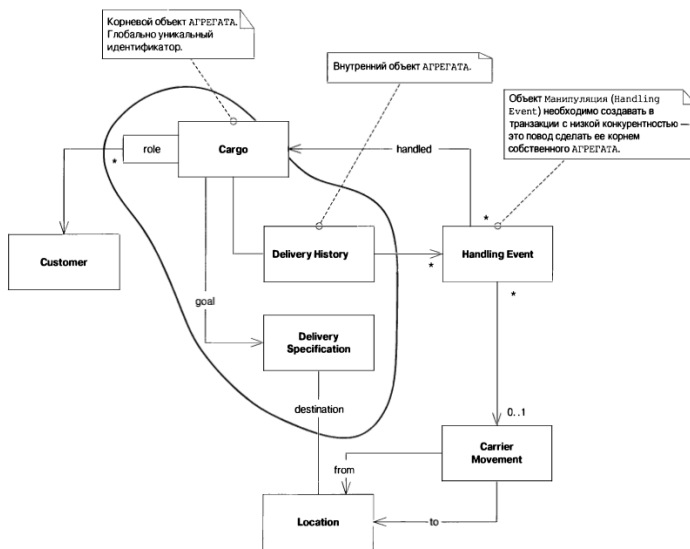 Корневой объект АГРЕГАТА.
Глобально уникальный
идентификатор.
Внутренний объект АГРЕГАТА.
Объект Манипуляция (Handling
Event) необходимо создавать в
транзакции с низкой конкурентностью —
это повод сделать ее корнем
собственного АГРЕГАТА.
role
*
Cargo
handled
Customer
Delivery History
*
*
Handling Event
*
goal
Delivery
Specification
destination
0..1
Carrier
Movement
from
Location
to